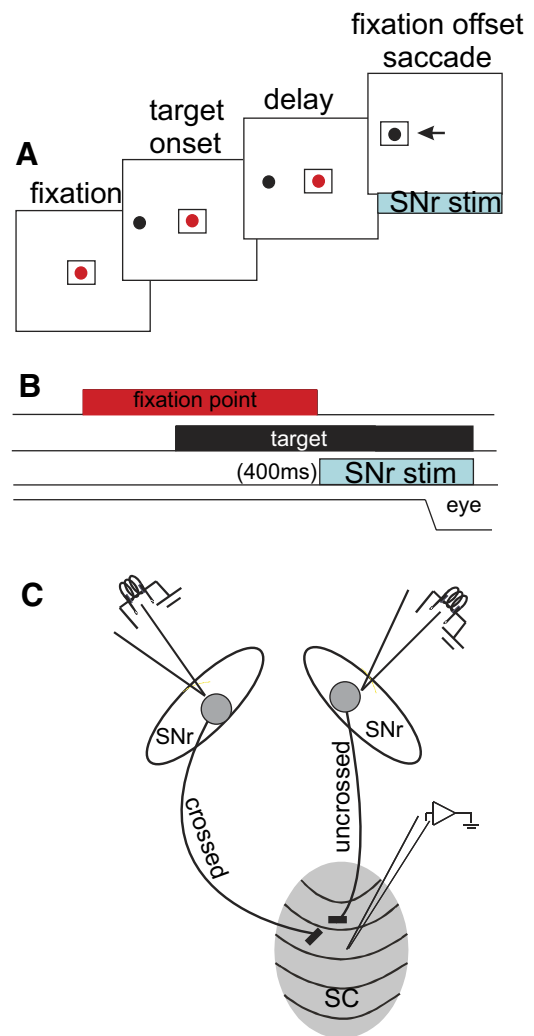 fixation offset
saccade
delay
target
onset
A
fixation
SNr stim
B
fixation point
target
(400ms)
SNr stim
eye
C
SNr
SNr
crossed
uncrossed
SC